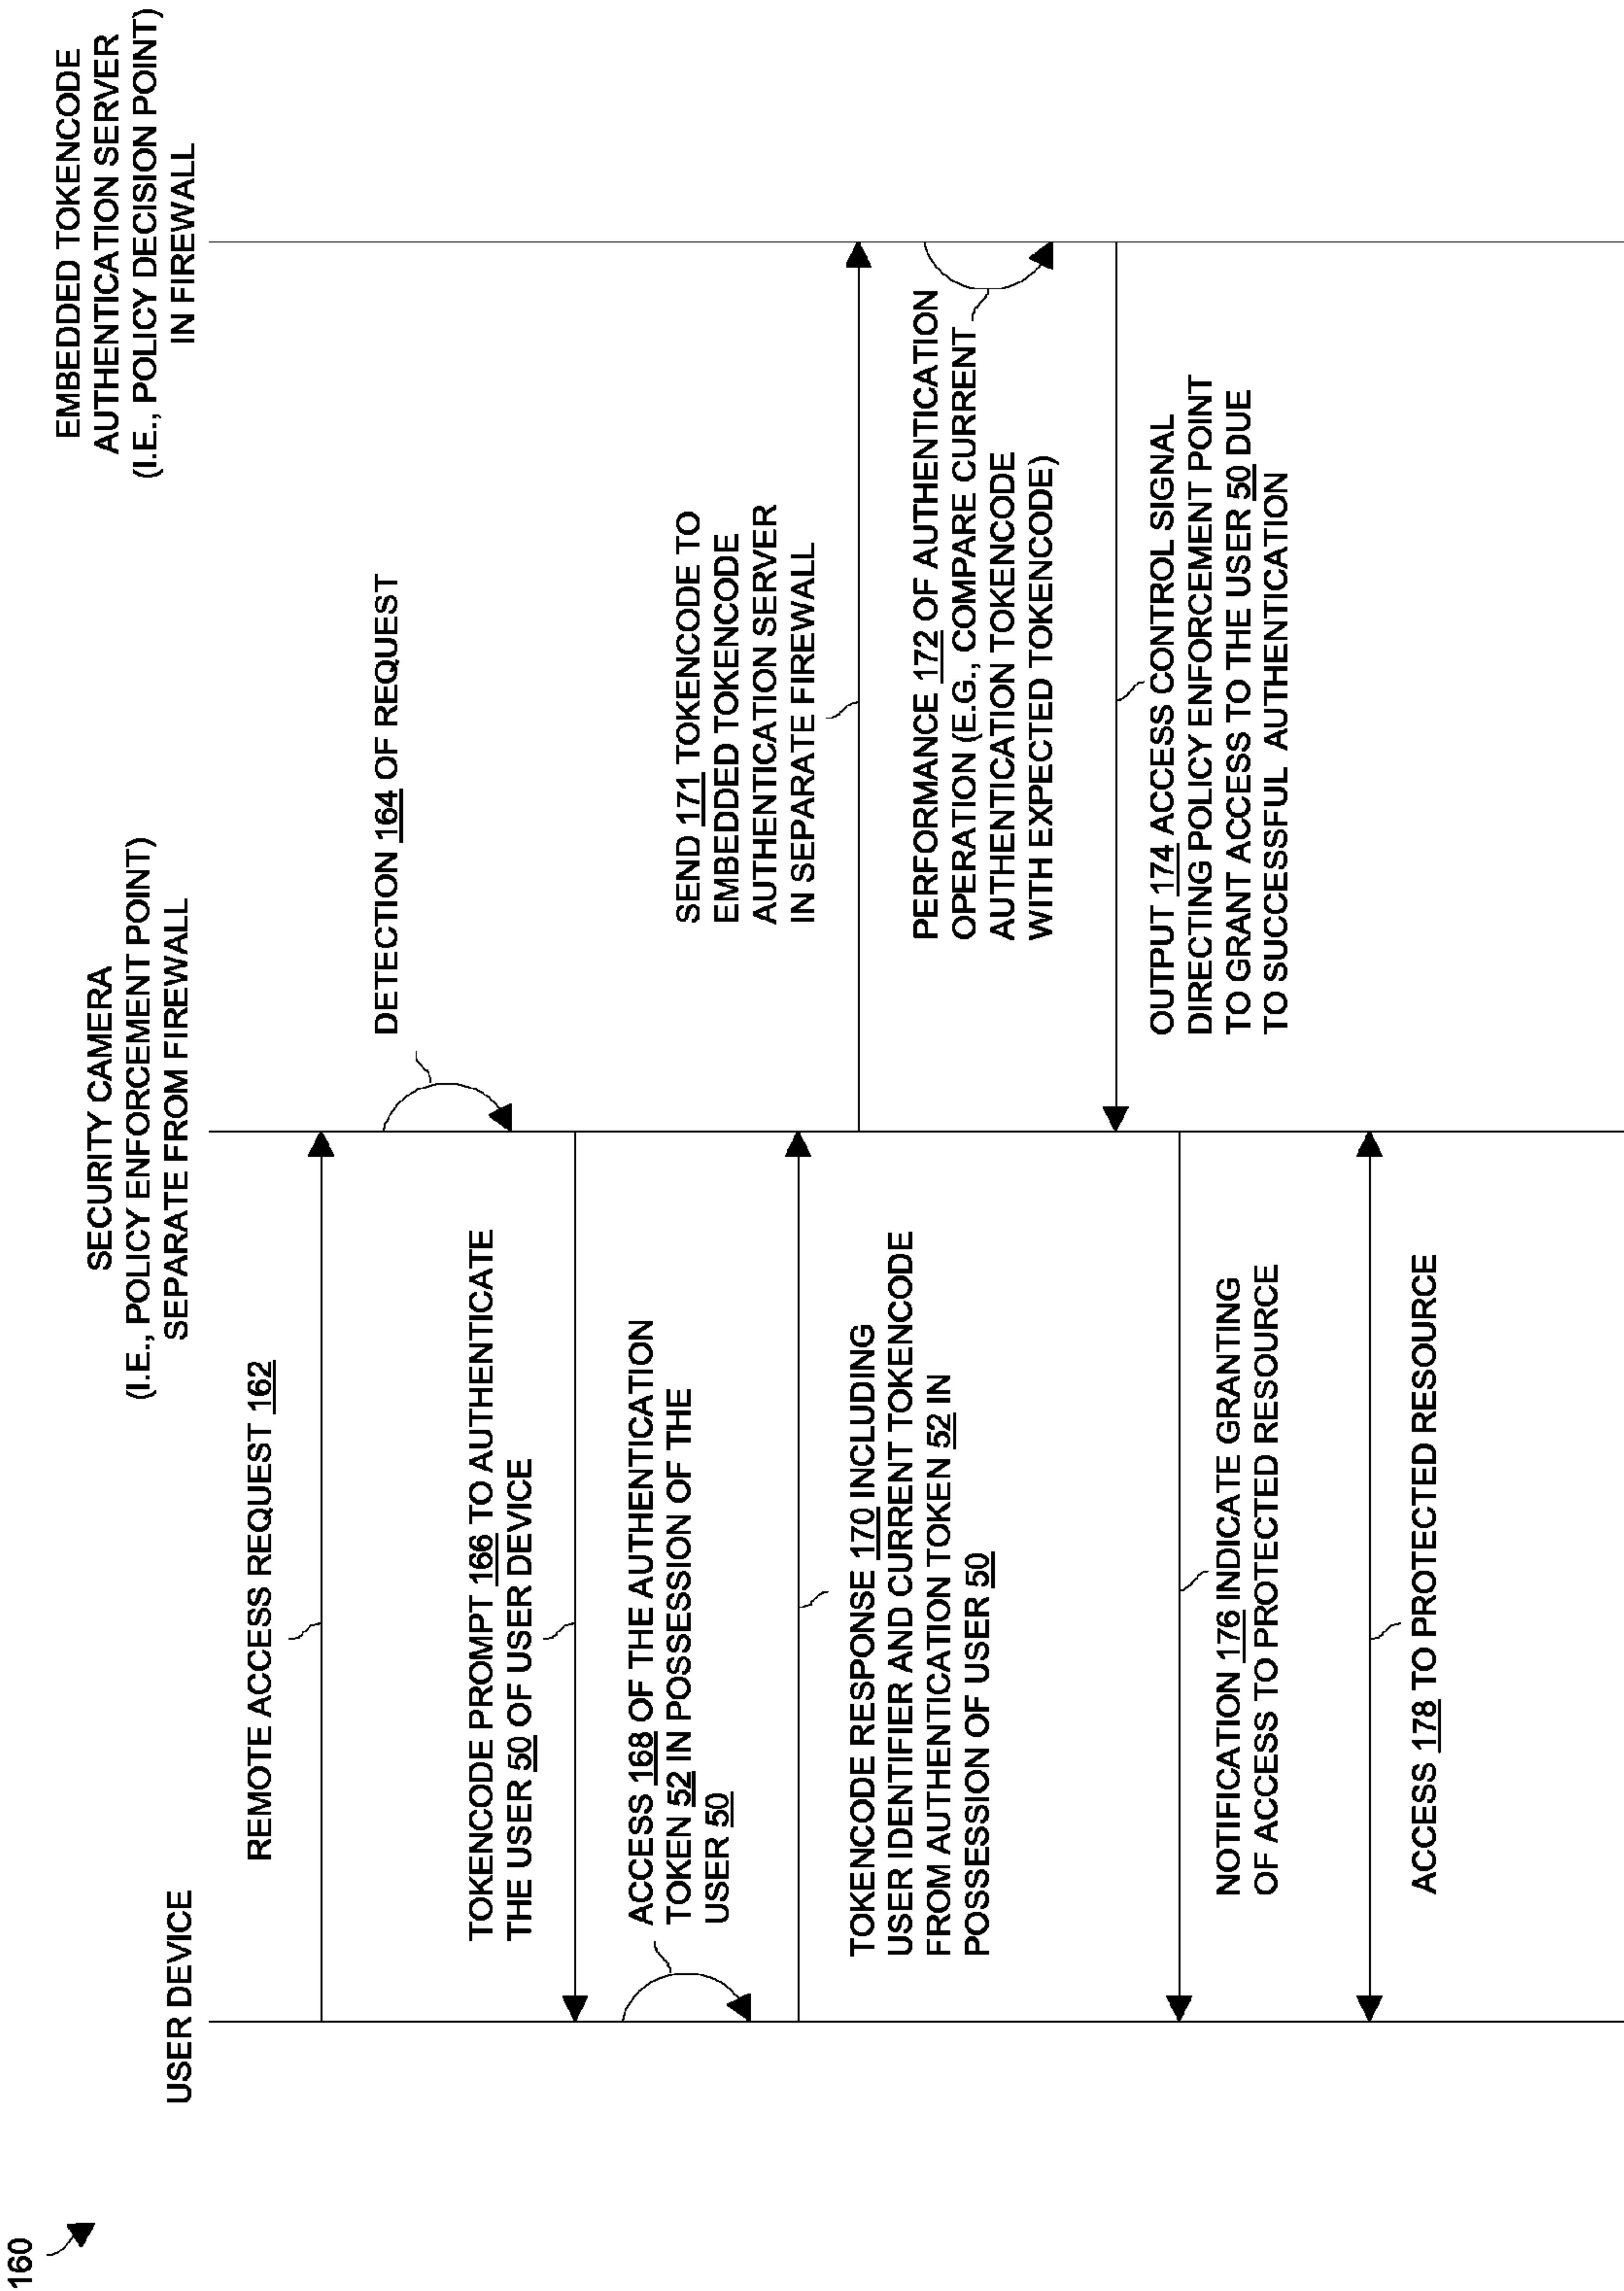 160
USER DEVICE
SECURITY CAMERA
(I.E., POLICY ENFORCEMENT POINT)
SEPARATE FROM FIREWALL
EMBEDDED TOKENCODE
AUTHENTICATION SERVER
(I.E., POLICY DECISION POINT)
IN FIREWALL
REMOTE ACCESS REQUEST 162
DETECTION 164 OF REQUEST
TOKENCODE PROMPT 166 TO AUTHENTICATE
THE USER 50 OF USER DEVICE
ACCESS 168 OF THE AUTHENTICATION
TOKEN 52 IN POSSESSION OF THE
USER 50
TOKENCODE RESPONSE 170 INCLUDING
USER IDENTIFIER AND CURRENT TOKENCODE
FROM AUTHENTICATION TOKEN 52 IN
POSSESSION OF USER 50
SEND 171 TOKENCODE TO
EMBEDDED TOKENCODE
AUTHENTICATION SERVER
IN SEPARATE FIREWALL
PERFORMANCE 172 OF AUTHENTICATION
OPERATION (E.G., COMPARE CURRENT
AUTHENTICATION TOKENCODE
WITH EXPECTED TOKENCODE)
OUTPUT 174 ACCESS CONTROL SIGNAL
DIRECTING POLICY ENFORCEMENT POINT
TO GRANT ACCESS TO THE USER 50 DUE
TO SUCCESSFUL AUTHENTICATION
NOTIFICATION 176 INDICATE GRANTING
OF ACCESS TO PROTECTED RESOURCE
ACCESS 178 TO PROTECTED RESOURCE